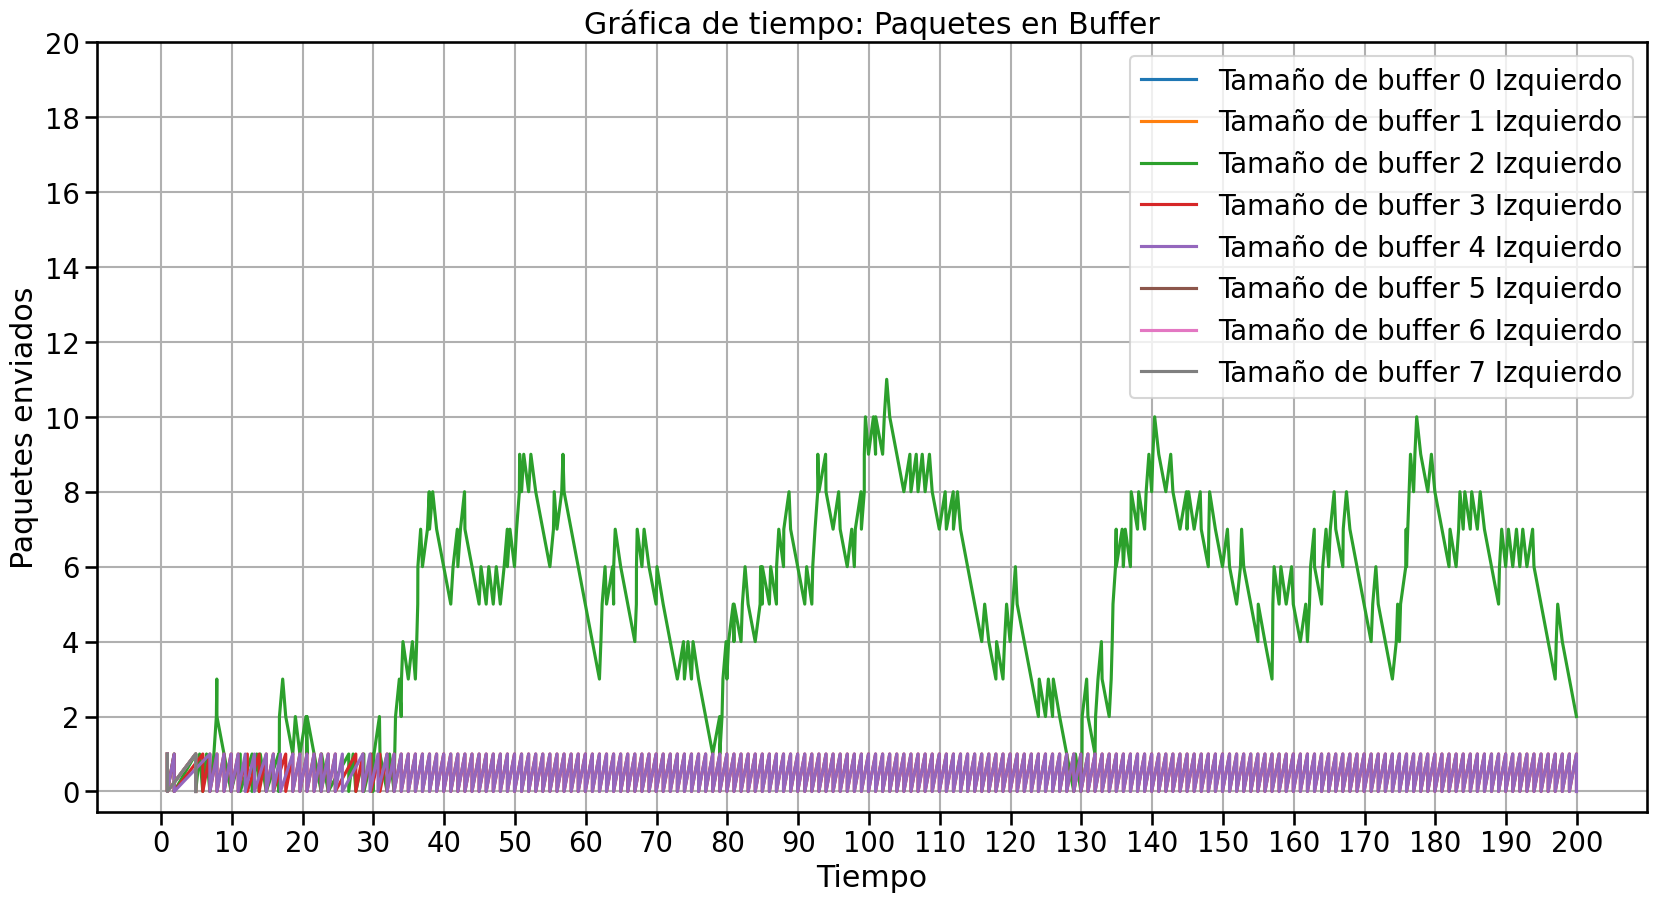 Gráfica de tiempo: Paquetes en Buffer
Tamaño de buffer 0 Izquierdo
Tamaño de buffer 1 Izquierdo
Tamaño de buffer 2 Izquierdo
Tamaño de buffer 3 Izquierdo
Tamaño de buffer 4 Izquierdo
Tamaño de buffer 5 Izquierdo
Tamaño de buffer 6 Izquierdo
Tamaño de buffer 7 Izquierdo
Paquetes enviados
20
18
16
14
12
10
8
6
4
2
0
0 10 20 30 40 50 60 70 80 90 100 110 120 130 140 150 160 170 180 190 200
Tiempo